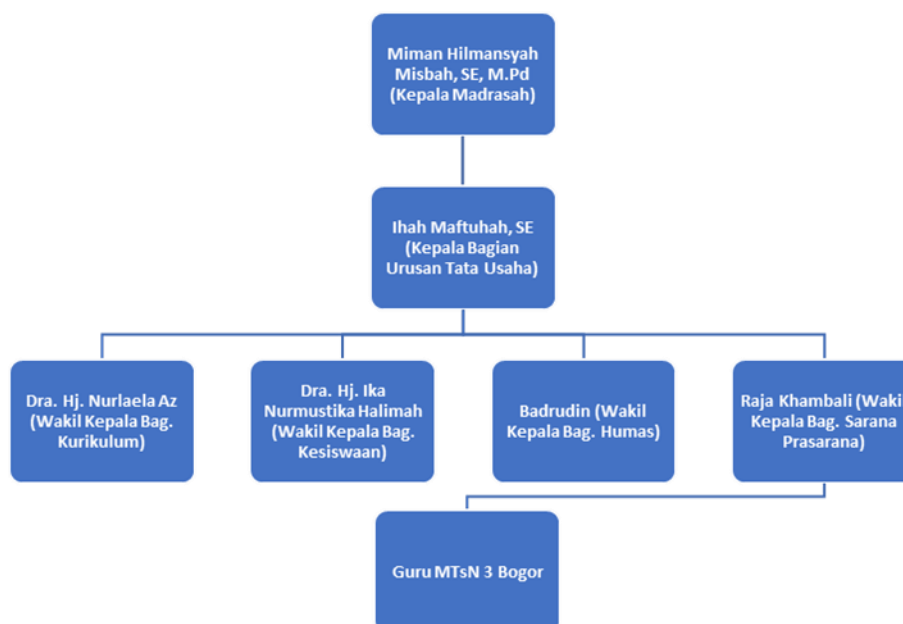 Miman Hilmansyah
Misbah, SE, M.Pd
(Kepala Madrasah)
Ihah Maftuhah, SE
(Kepala Bagian
Urusan Tata Usaha)
Dra. Hj. Nurlaela Az
(Wakil Kepala Bag.
Kurikulum)
Dra. Hj. Ika
Nurmustika Halimah
(Wakil Kepala Bag.
Kesiswaan)
Badrudin (Wakil
Kepala Bag. Humas)
Raja Khambali (Wakil
Kepala Bag. Sarana
Prasarana)
Guru MTsN 3 Bogor